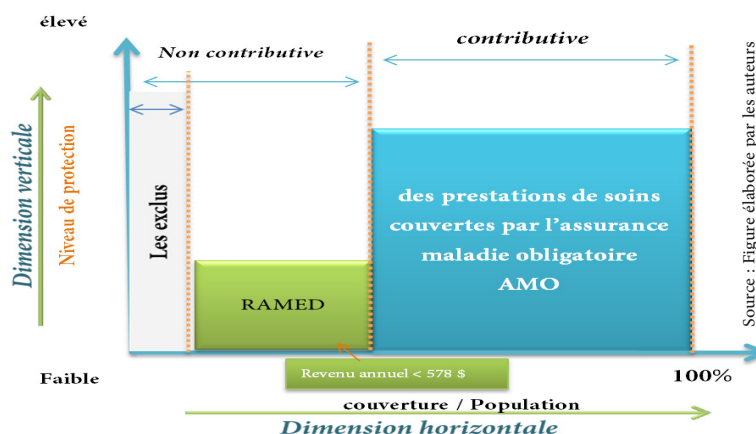 élevé
Non contributive
contributive
Dimension verticale
Niveau de protection
Les exclus
RAMED
des prestations de soins
couvertes par l'assurance
maladie obligatoire
AMO
Source : Figure élaborée par les auteurs
Faible
Revenu annuel < 578 $
100%
couverture / Population
Dimension horizontale